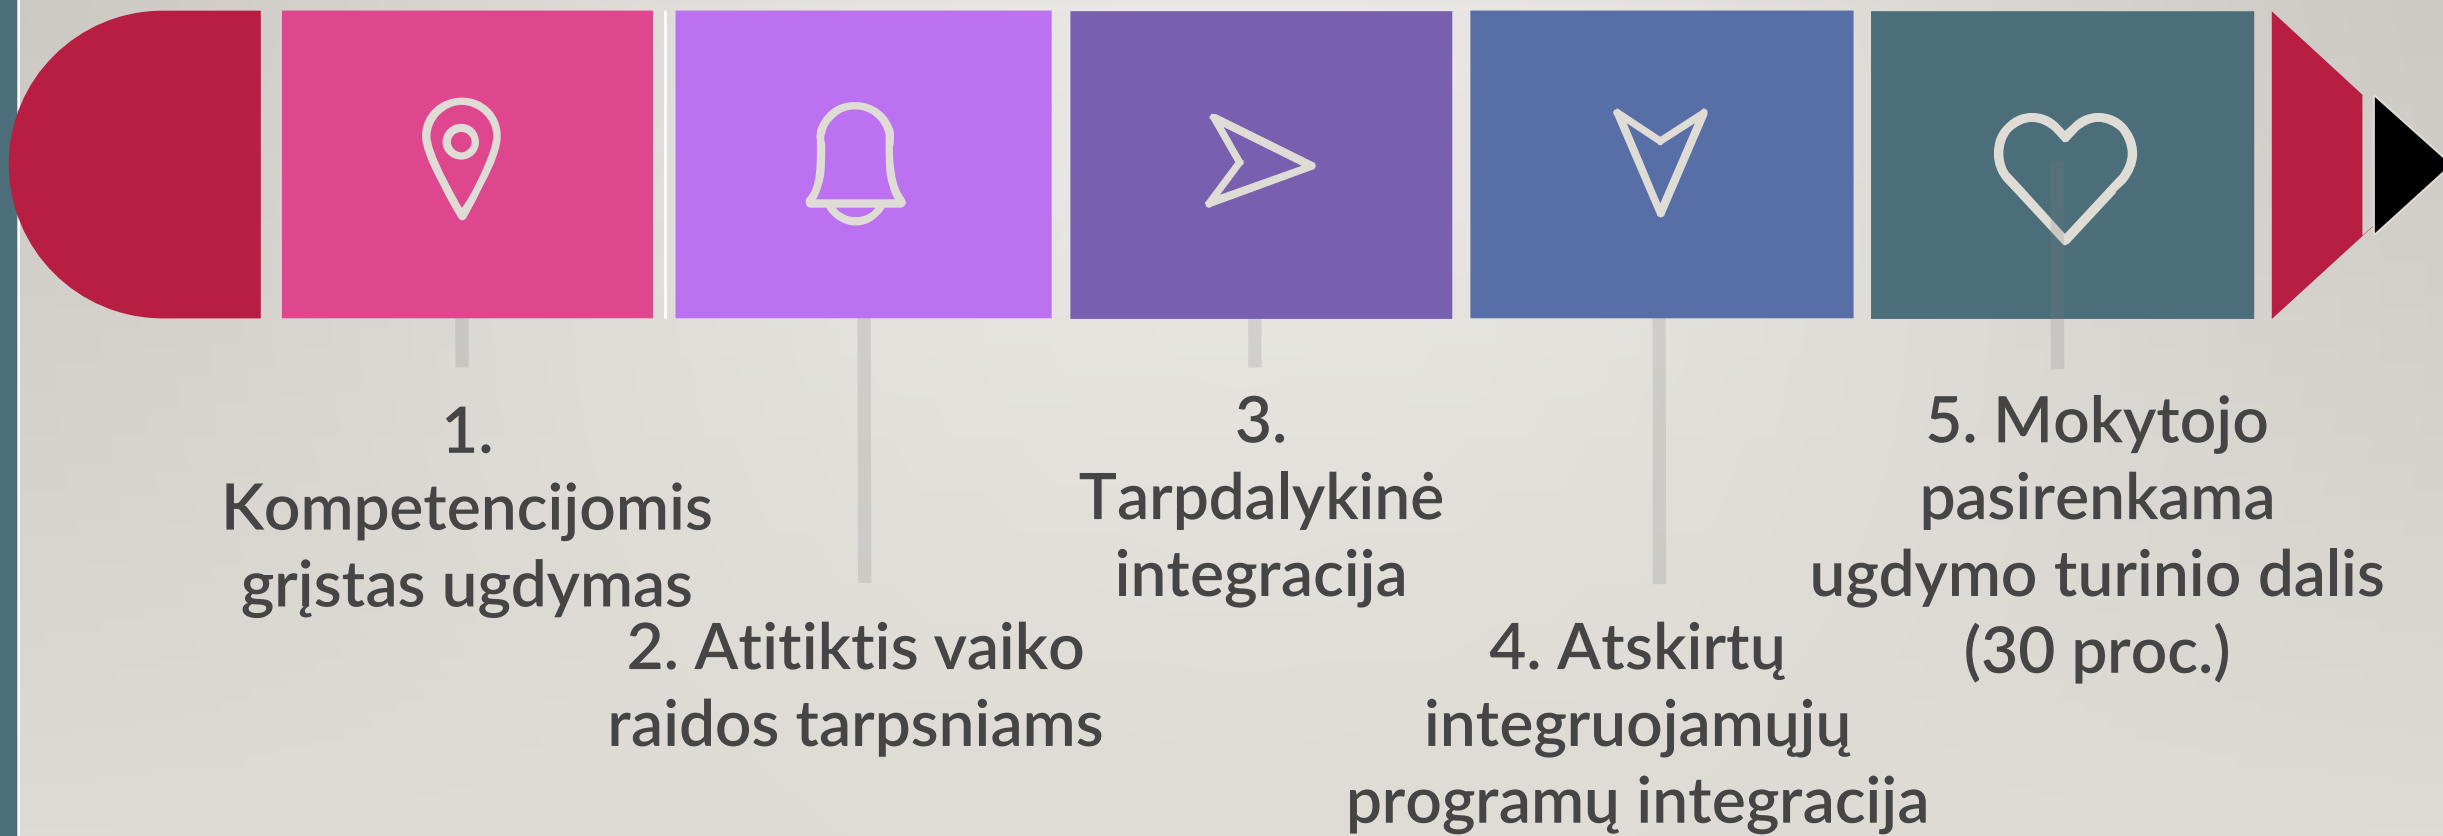 1.
Kompetencijomis
grįstas ugdymas
2. Atitiktis vaiko
raidos tarpsniams
3.
Tarpdalykinė
integracija
4. Atskirtų
integruojamųjų
programų integracija
5. Mokytojo
pasirenkama
ugdymo turinio dalis
(30 proc.)